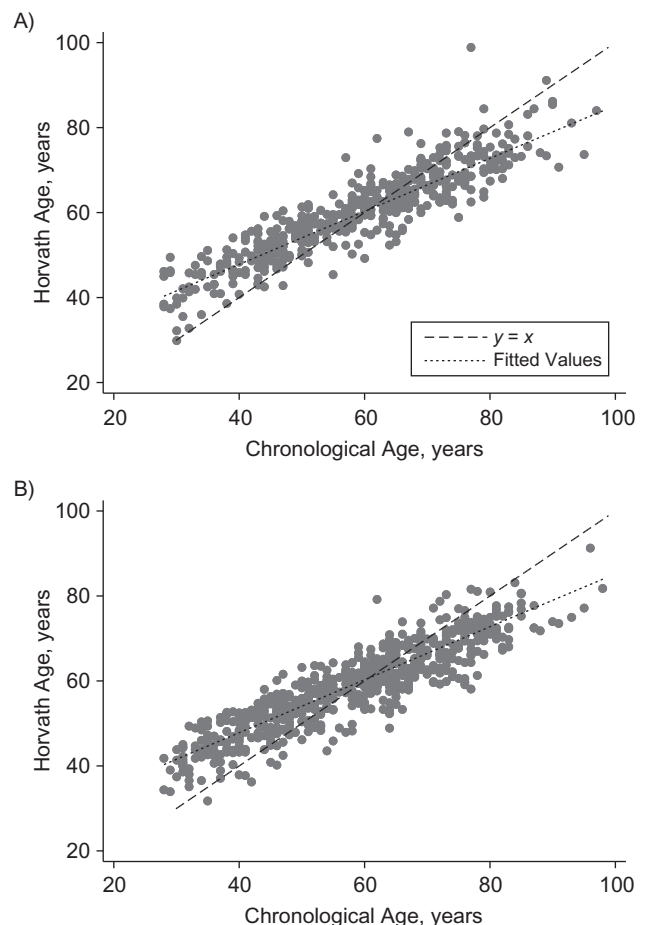 A)
100
80
60
40
20
Horvath Age, years
y = x
Fitted Values
20 40 60 80 100
Chronological Age, years
B)
100
80
60
40
20
Horvath Age, years
20 40 60 80 100
Chronological Age, years